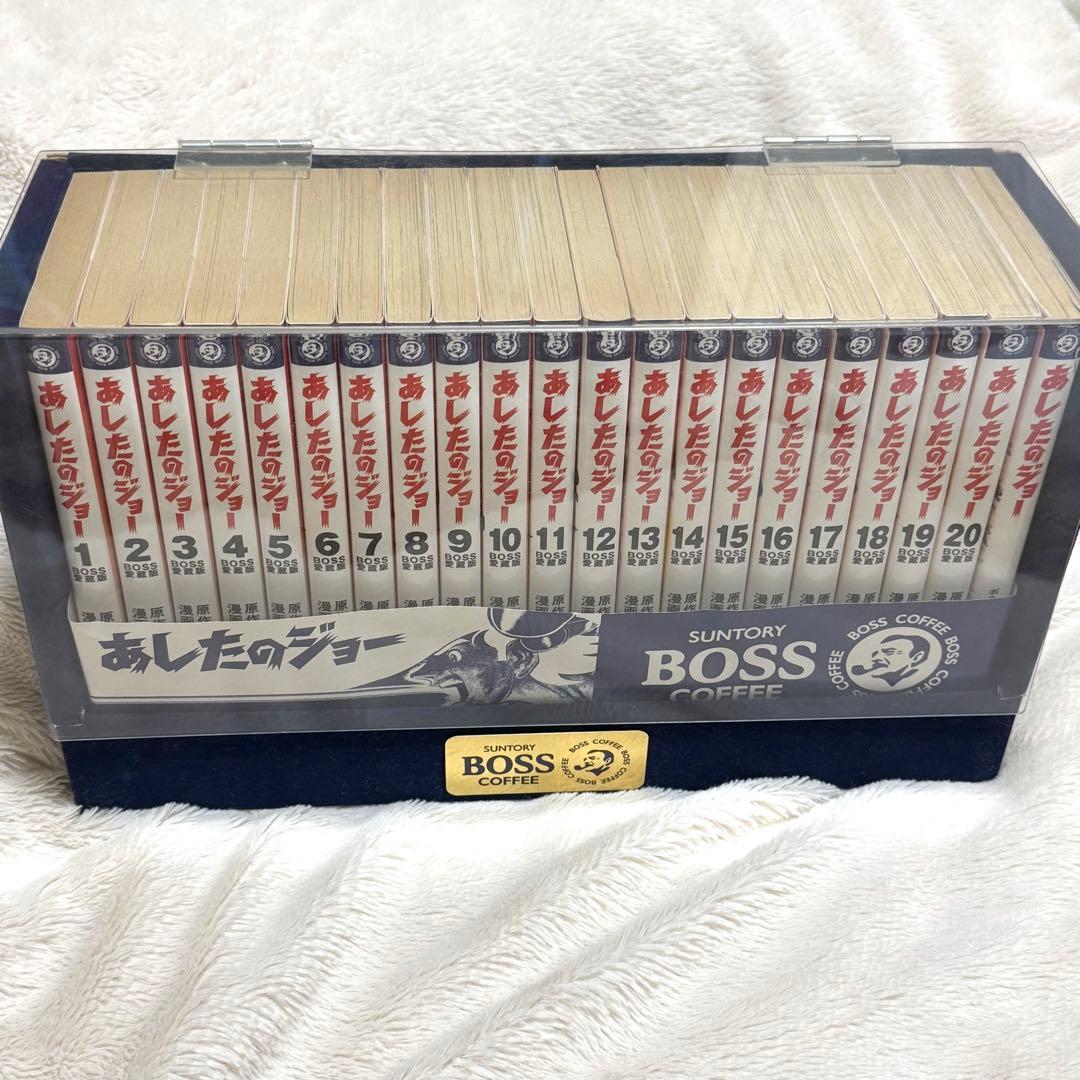 あしたのジョー
1
BOSS
愛蔵版
あしたのジョー
2
BOSS
愛蔵版
あしたのジョー
3
BOSS
愛蔵版
あしたのジョー
4
BOSS
愛蔵版
あしたのジョー
5
BOSS
愛蔵版
あしたのジョー
6
BOSS
愛蔵版
あしたのジョー
7
BOSS
愛蔵版
あしたのジョー
8
BOSS
愛蔵版
あしたのジョー
9
BOSS
愛蔵版
あしたのジョー
10
BOSS
愛蔵版
あしたのジョー
11
BOSS
愛蔵版
あしたのジョー
12
BOSS
愛蔵版
あしたのジョー
13
BOSS
愛蔵版
あしたのジョー
14
BOSS
愛蔵版
あしたのジョー
15
BOSS
愛蔵版
あしたのジョー
16
BOSS
愛蔵版
あしたのジョー
17
BOSS
愛蔵版
あしたのジョー
18
BOSS
愛蔵版
あしたのジョー
19
BOSS
愛蔵版
あしたのジョー
20
BOSS
愛蔵版
あしたのジョー
あしたのジョー
SUNTORY
BOSS
COFFEE
BOSS COFFEE BOSS COFFEE
SUNTORY
BOSS
COFFEE
BOSS COFFEE BOSS COFFEE